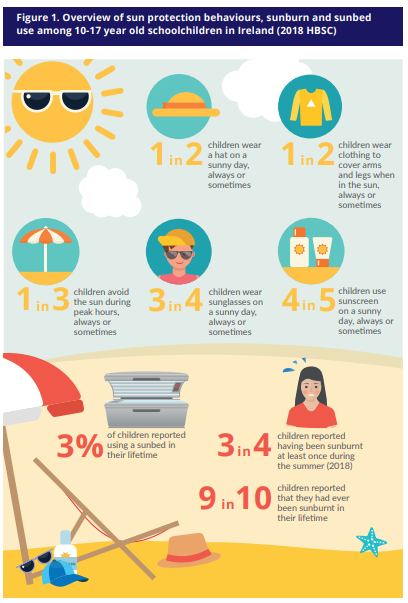 Figure 1. Overview of sun protection behaviours, sunburn and sunbed
use among 10-17 year old schoolchildren in Ireland (2018 HBSC)
1 in 2
children wear
a hat on a
sunny day,
always or
sometimes
1 in 2
children wear
clothing to
cover arms
and legs when
in the sun,
always or
sometimes
1 in 3
children avoid
the sun during
peak hours,
always or
sometimes
3 in 4
children wear
sunglasses on
a sunny day,
always or
sometimes
4 in 5
children use
sunscreen
on a sunny
day, always or
sometimes
3%
of children reported
using a sunbed in
their lifetime
3 in 4
children reported
having been sunburnt
at least once during
the summer (2018)
9 in 10
children reported
that they had ever
been sunburnt in
their lifetime